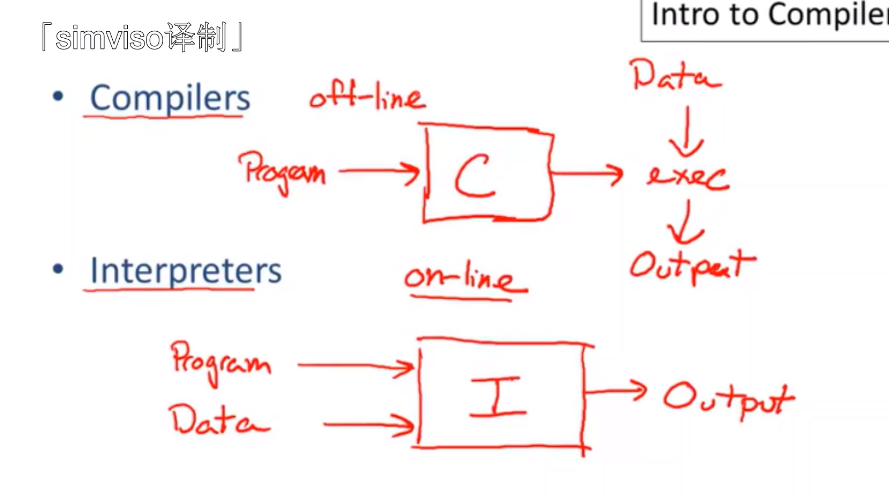 「simviso译制」
Intro to Compiler
• Compilers
off-line
Data
Program
C
exec
Output
• Interpreters
on-line
Program
Data
I
Output